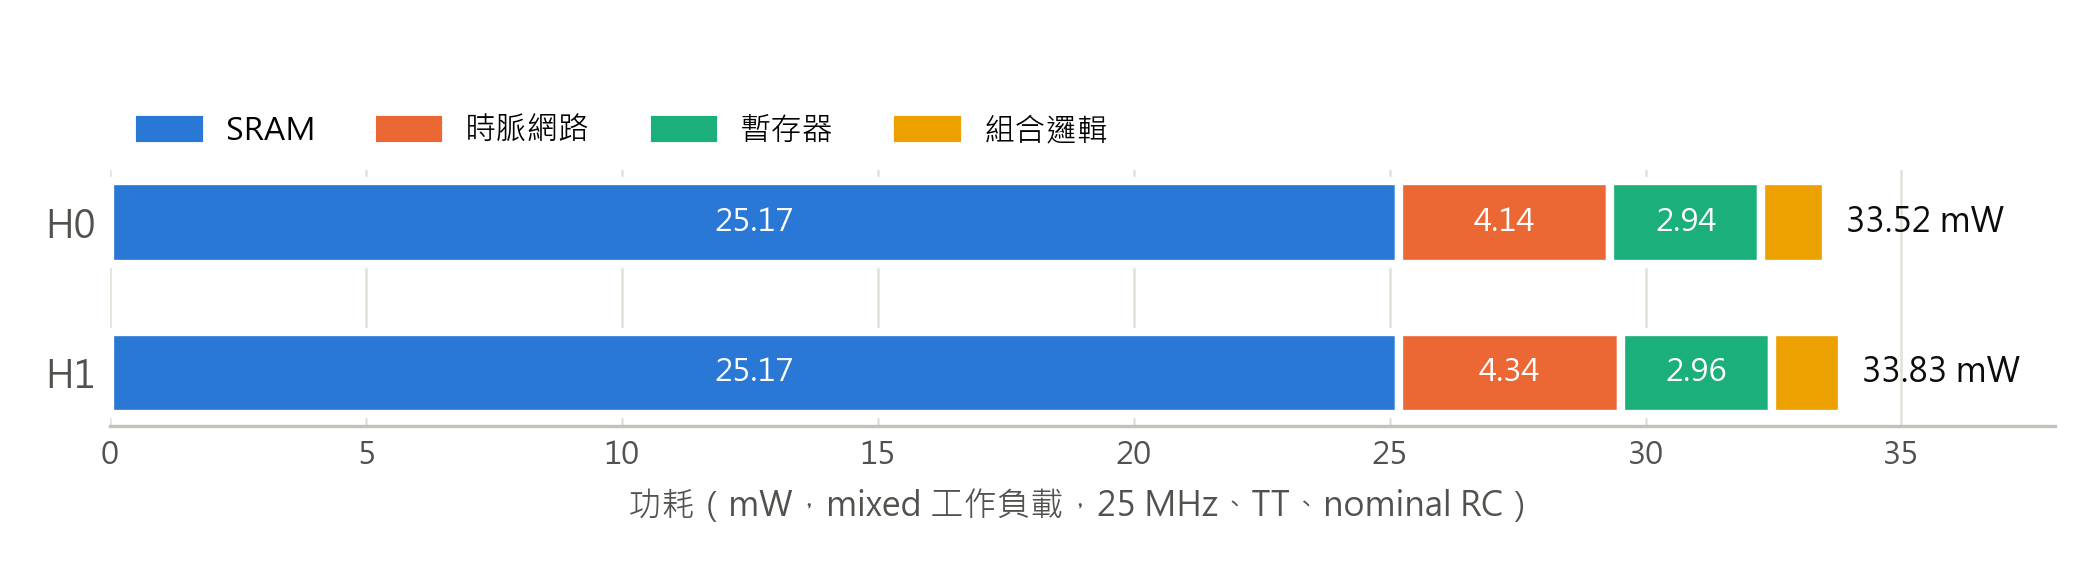 SRAM 時脈網路 暫存器 組合邏輯
H0 25.17 4.14 2.94 33.52 mW
H1 25.17 4.34 2.96 33.83 mW
0 5 10 15 20 25 30 35
功耗（mW，mixed 工作負載，25 MHz、TT、nominal RC）